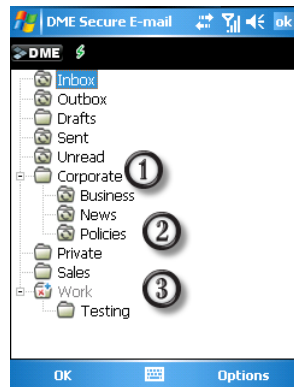 DME Secure E-mail ok
DME
Inbox
Outbox
Drafts
Sent
Unread
Corporate 1
Business
News
Policies 2
Private
Sales
Work 3
Testing
OK Options